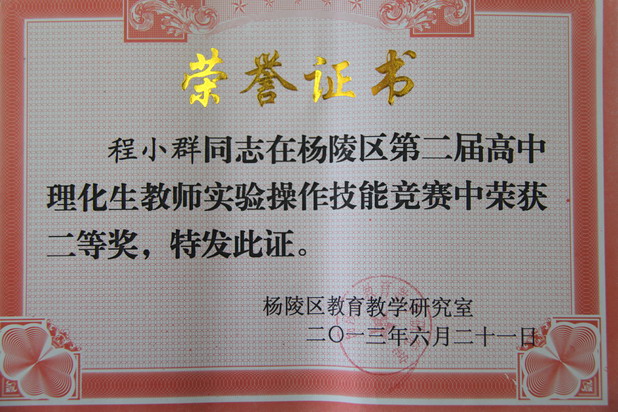 荣誉证书
程小群同志在杨陵区第二届高中
理化生教师实验操作技能竞赛中荣获
二等奖，特发此证。
杨陵区教育教学研究室
二〇一三年六月二十一日